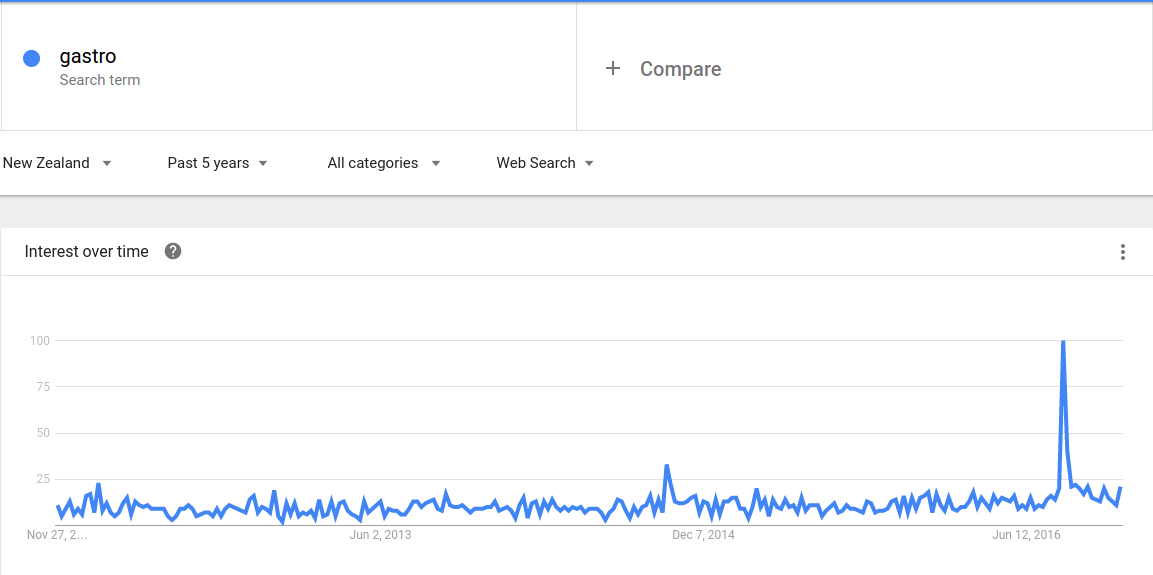 gastro
Search term
+ Compare
New Zealand
Past 5 years
All categories
Web Search
Interest over time ?
100
75
50
25
Nov 27, 2…
Jun 2, 2013
Dec 7, 2014
Jun 12, 2016